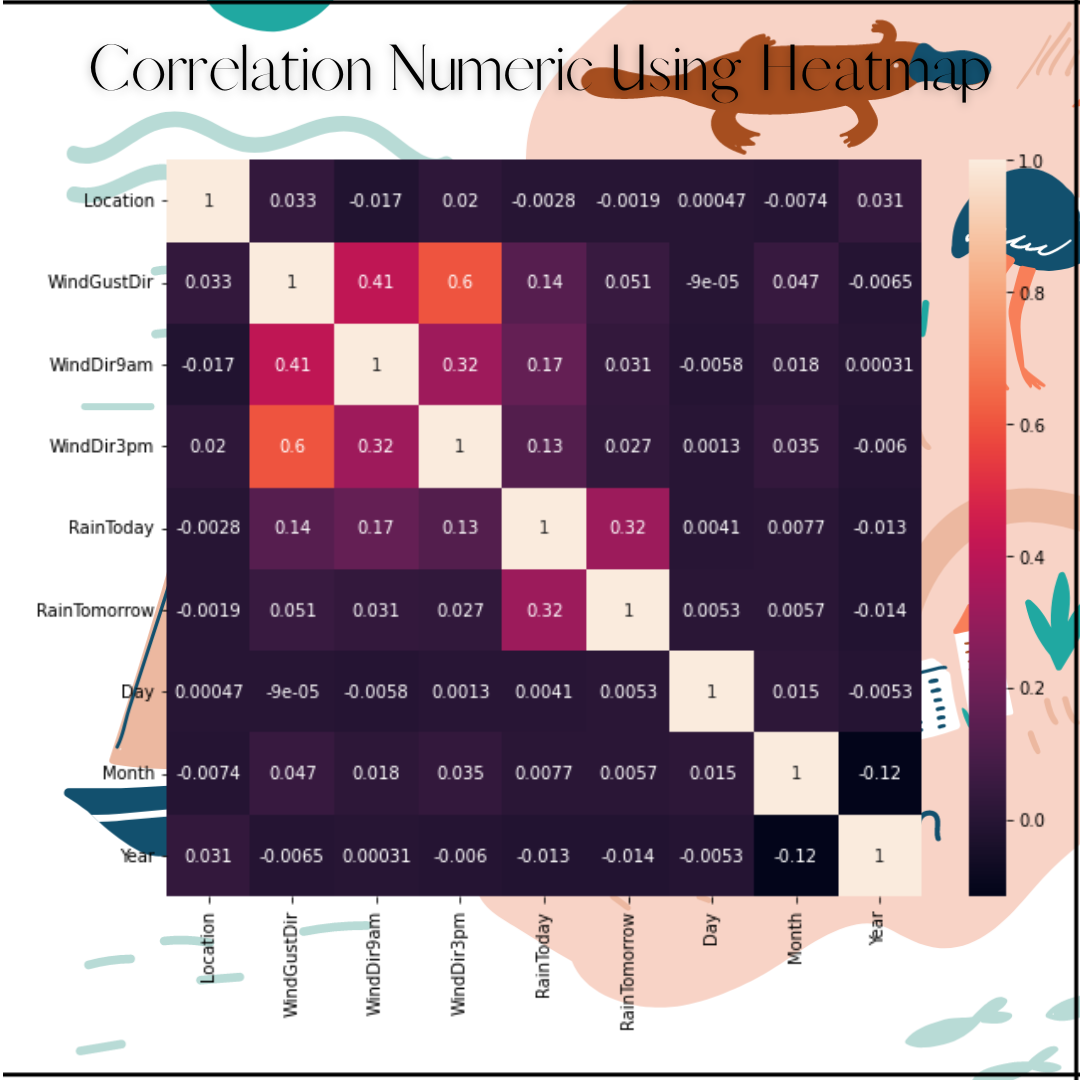 Correlation Numeric Using Heatmap
Location 1 0.033 -0.017 0.02 -0.0028 -0.0019 0.00047 -0.0074 0.031
WindGustDir 0.033 1 0.41 0.6 0.14 0.051 -9e-05 0.047 -0.0065
WindDir9am -0.017 0.41 1 0.32 0.17 0.031 -0.0058 0.018 0.00031
WindDir3pm 0.02 0.6 0.32 1 0.13 0.027 0.0013 0.035 -0.006
RainToday -0.0028 0.14 0.17 0.13 1 0.32 0.0041 0.0077 -0.013
RainTomorrow -0.0019 0.051 0.031 0.027 0.32 1 0.0053 0.0057 -0.014
Day 0.00047 -9e-05 -0.0058 0.0013 0.0041 0.0053 1 0.015 -0.0053
Month -0.0074 0.047 0.018 0.035 0.0077 0.0057 0.015 1 -0.12
Year 0.031 -0.0065 0.00031 -0.006 -0.013 -0.014 -0.0053 -0.12 1
Location WindGustDir WindDir9am WindDir3pm RainToday RainTomorrow Day Month Year
1.0
0.8
0.6
0.4
0.2
0.0